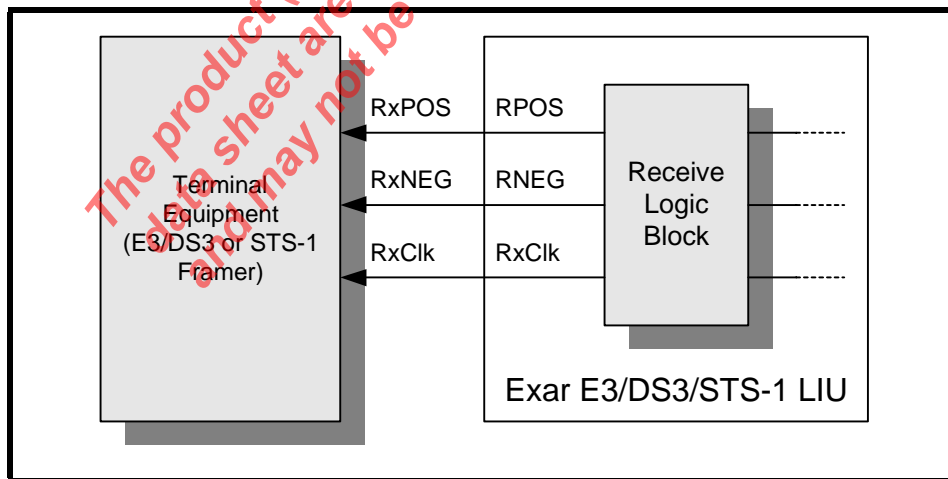 The product
data sheet are
and may not be
RxPOS
RPOS
RxNEG
RNEG
RxClk
RxClk
Terminal
Equipment
(E3/DS3 or STS-1
Framer)
Receive
Logic
Block
Exar E3/DS3/STS-1 LIU